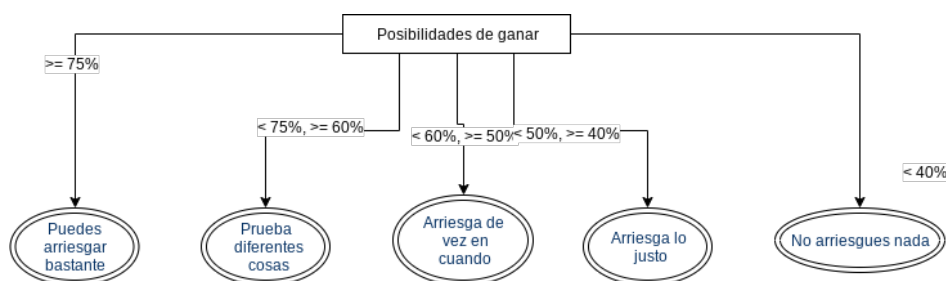 Posibilidades de ganar
>= 75%
< 75%, >= 60%
< 60%, >= 50%
< 50%, >= 40%
< 40%
Puedes
arriesgar
bastante
Prueba
diferentes
cosas
Arriesga de
vez en
cuando
Arriesga lo
justo
No arriesgues nada